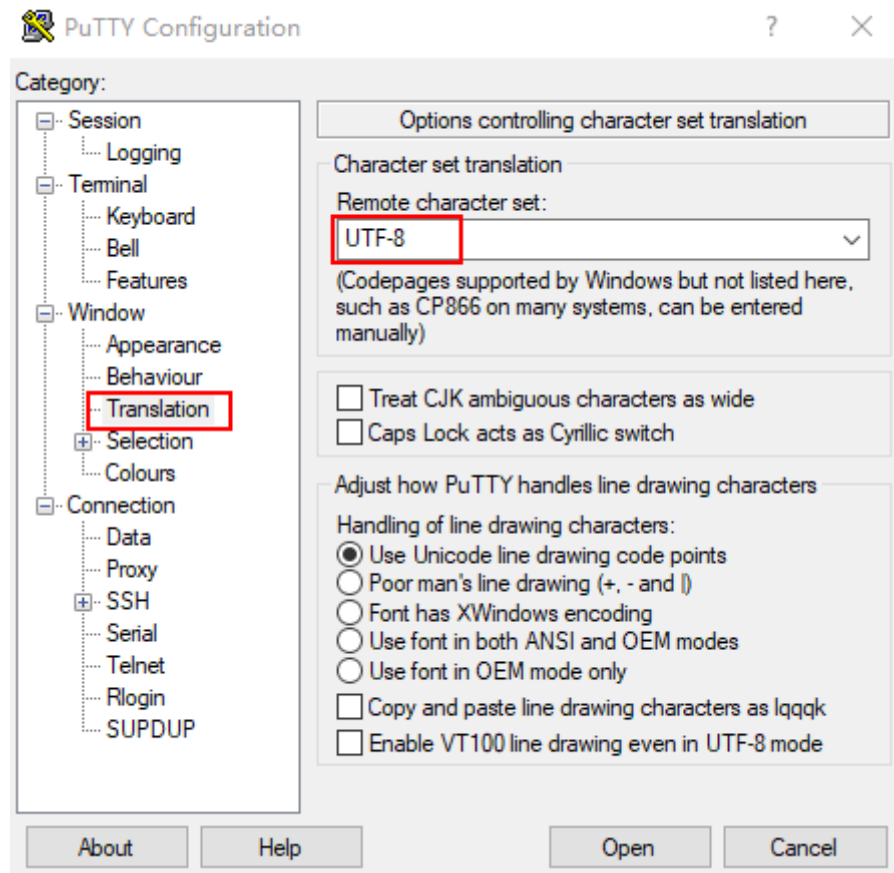 PuTTY Configuration
?
Category:
Session
Logging
Terminal
Keyboard
Bell
Features
Window
Appearance
Behaviour
Translation
Selection
Colours
Connection
Data
Proxy
SSH
Serial
Telnet
Rlogin
SUPDUP
Options controlling character set translation
Character set translation
Remote character set:
UTF-8
(Codepages supported by Windows but not listed here,
such as CP866 on many systems, can be entered
manually)
Treat CJK ambiguous characters as wide
Caps Lock acts as Cyrillic switch
Adjust how PuTTY handles line drawing characters
Handling of line drawing characters:
Use Unicode line drawing code points
Poor man's line drawing (+, - and |)
Font has XWindows encoding
Use font in both ANSI and OEM modes
Use font in OEM mode only
Copy and paste line drawing characters as lqqqk
Enable VT100 line drawing even in UTF-8 mode
About
Help
Open
Cancel